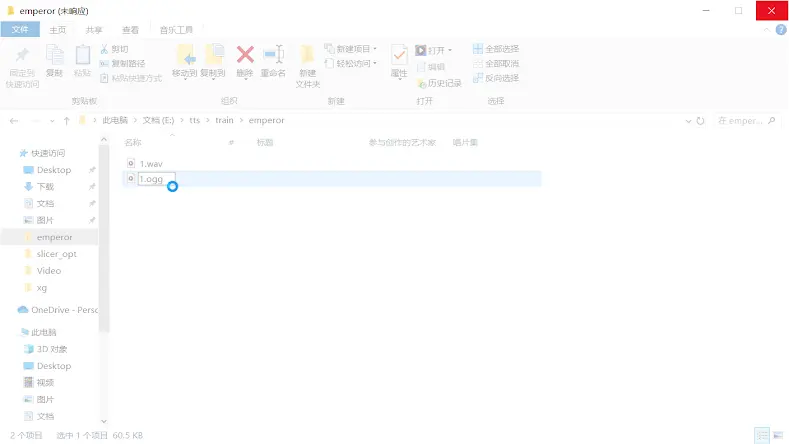 emperor (未响应)
文件 主页 共享 查看 音乐工具
固定到快速访问 复制 粘贴 剪切 复制路径 粘贴快捷方式 移动到 复制到 删除 重命名 新建文件夹 新建项目 轻松访问 属性 打开 编辑 历史记录 全部选择 全部取消 反向选择
剪贴板 组织 新建 打开 选择
此电脑 > 文档 (E:) > tts > train > emperor 在 emper...
名称 # 标题 参与创作的艺术家 唱片集
1.wav
1.ogg
快速访问
Desktop
下载
文档
图片
emperor
slicer_opt
Video
xg
OneDrive - Perso
此电脑
3D 对象
Desktop
视频
图片
文档
2 个项目 选中 1 个项目 60.5 KB